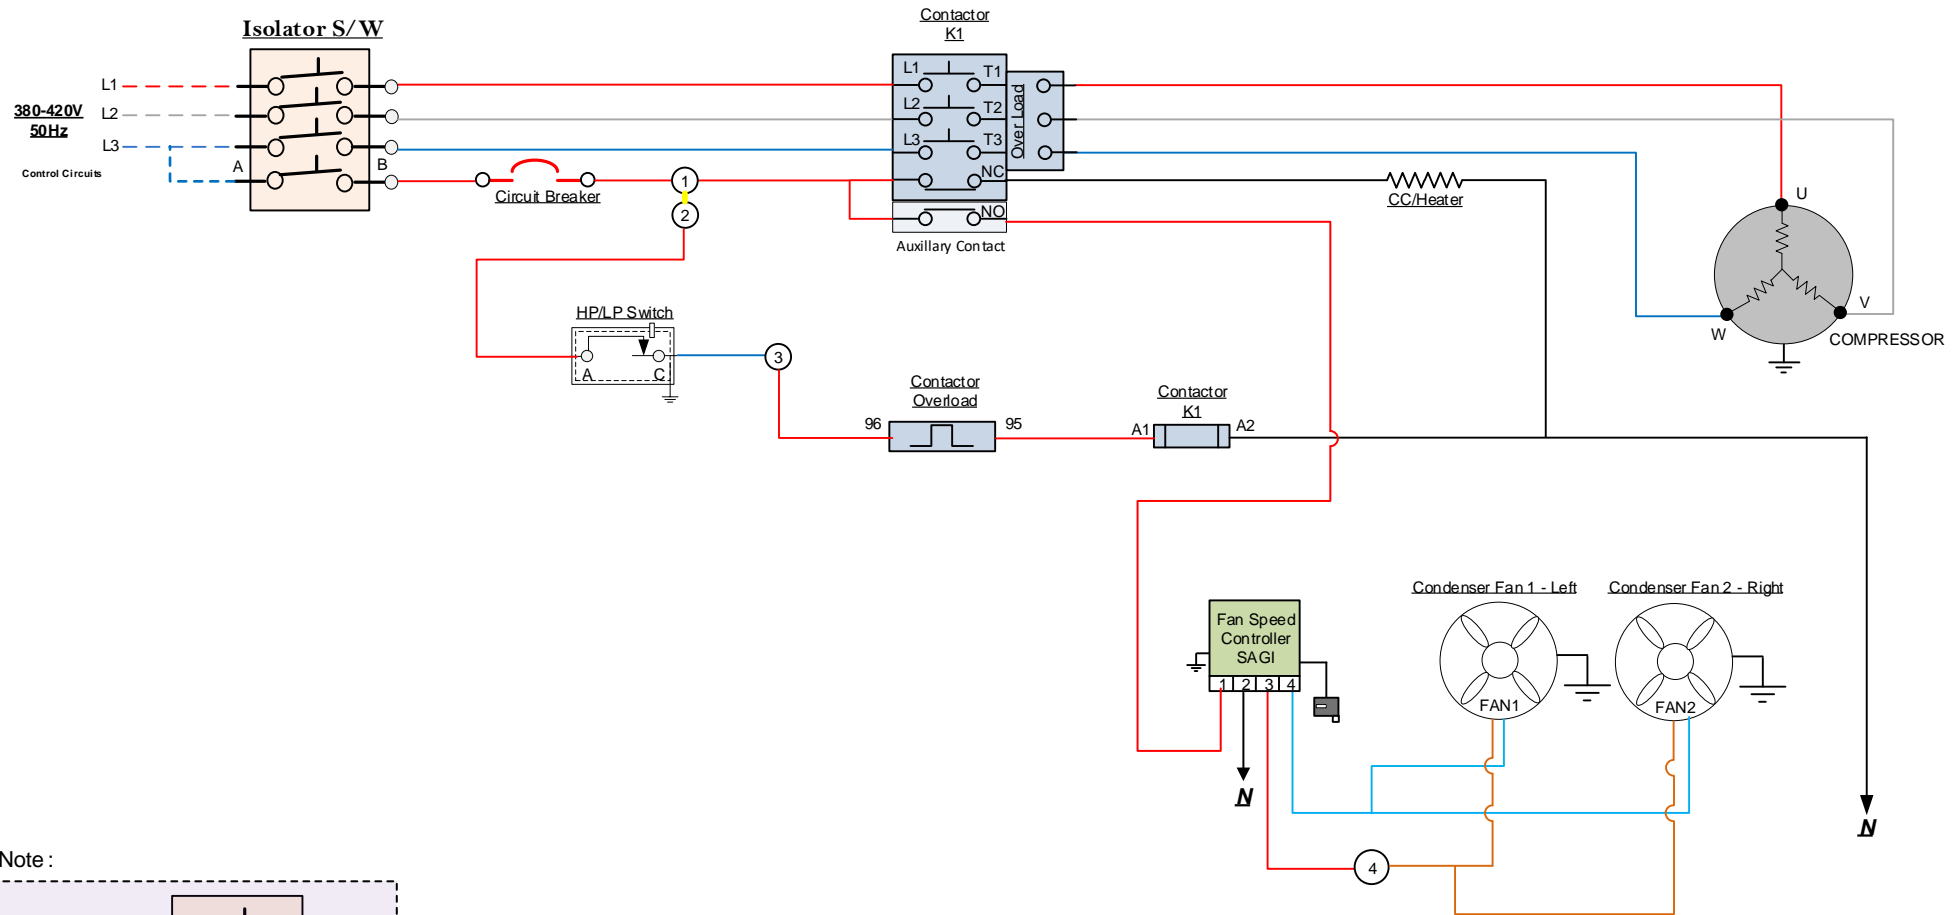 Isolator S/W
Contactor
K1
L1
380-420V
50Hz
L2
L3
Control Circuits
A
B
L1
T1
L2
T2
L3
T3
Over Load
NC
NO
Auxillary Contact
Circuit Breaker
1
2
CC/Heater
U
V
W
COMPRESSOR
HP/LP Switch
A
C
3
Contactor
Overload
96
95
Contactor
K1
A1
A2
Fan Speed
Controller
SAGI
1 2 3 4
N
Condenser Fan 1 - Left
FAN1
Condenser Fan 2 - Right
FAN2
N
4
Note :